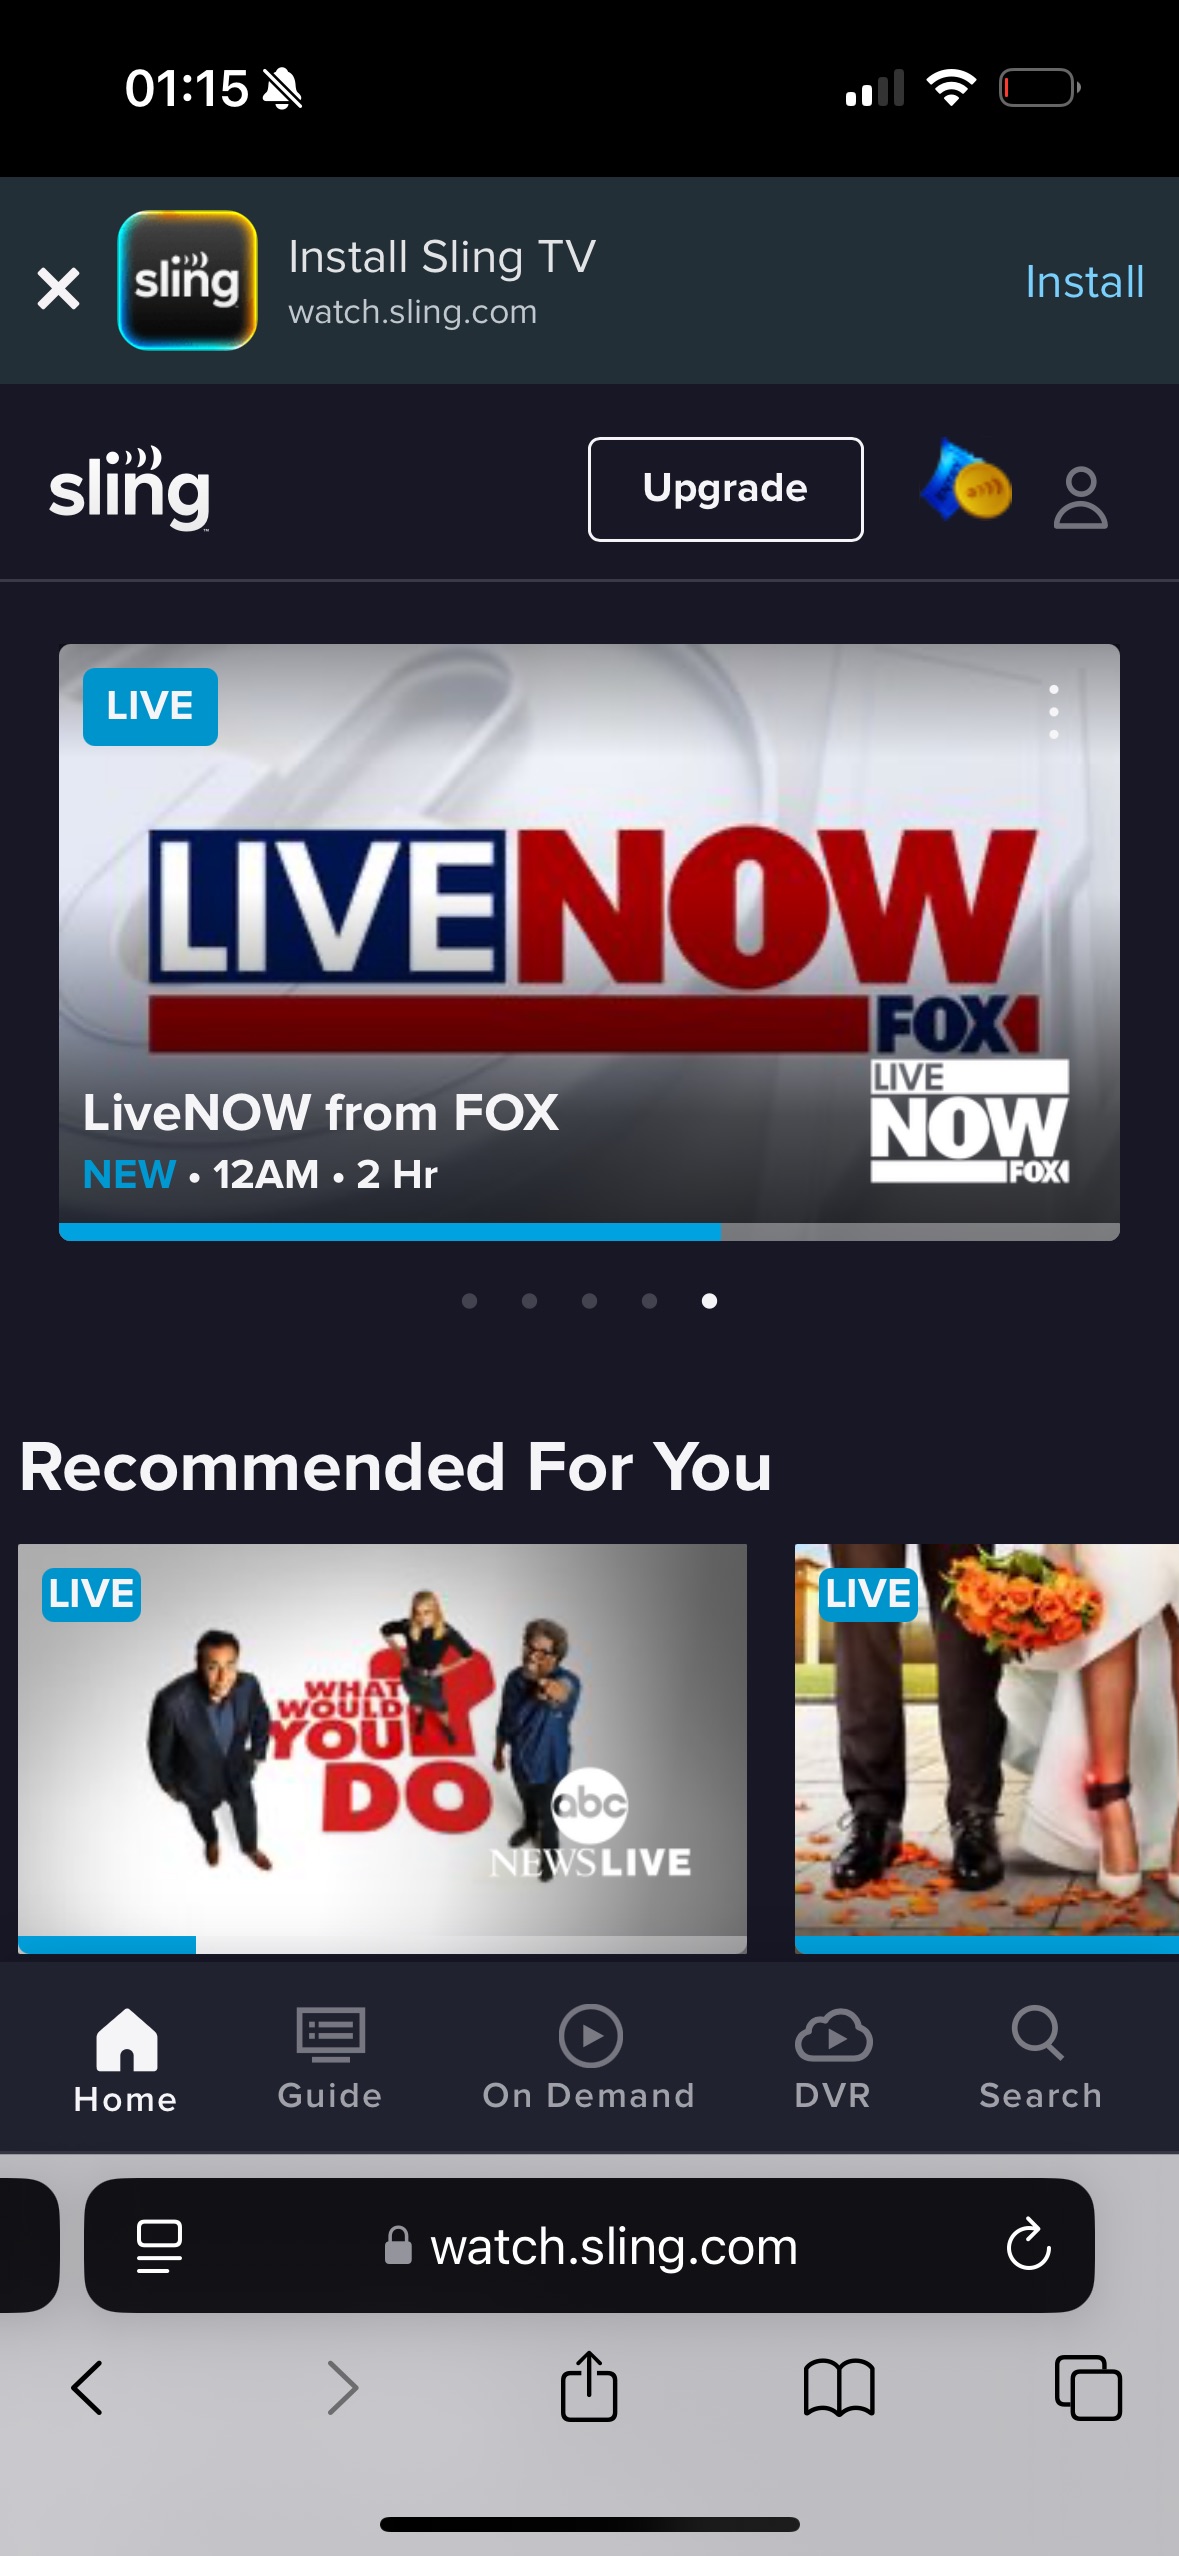 01:15
sling
Install Sling TV
watch.sling.com
Install
sling
Upgrade
LIVE
LIVENOW
FOX
LIVE
NOW
FOX
LiveNOW from FOX
NEW • 12AM • 2 Hr
Recommended For You
LIVE
WHAT
WOULD
YOU
DO
abc
NEWSLIVE
LIVE
Home
Guide
On Demand
DVR
Search
watch.sling.com